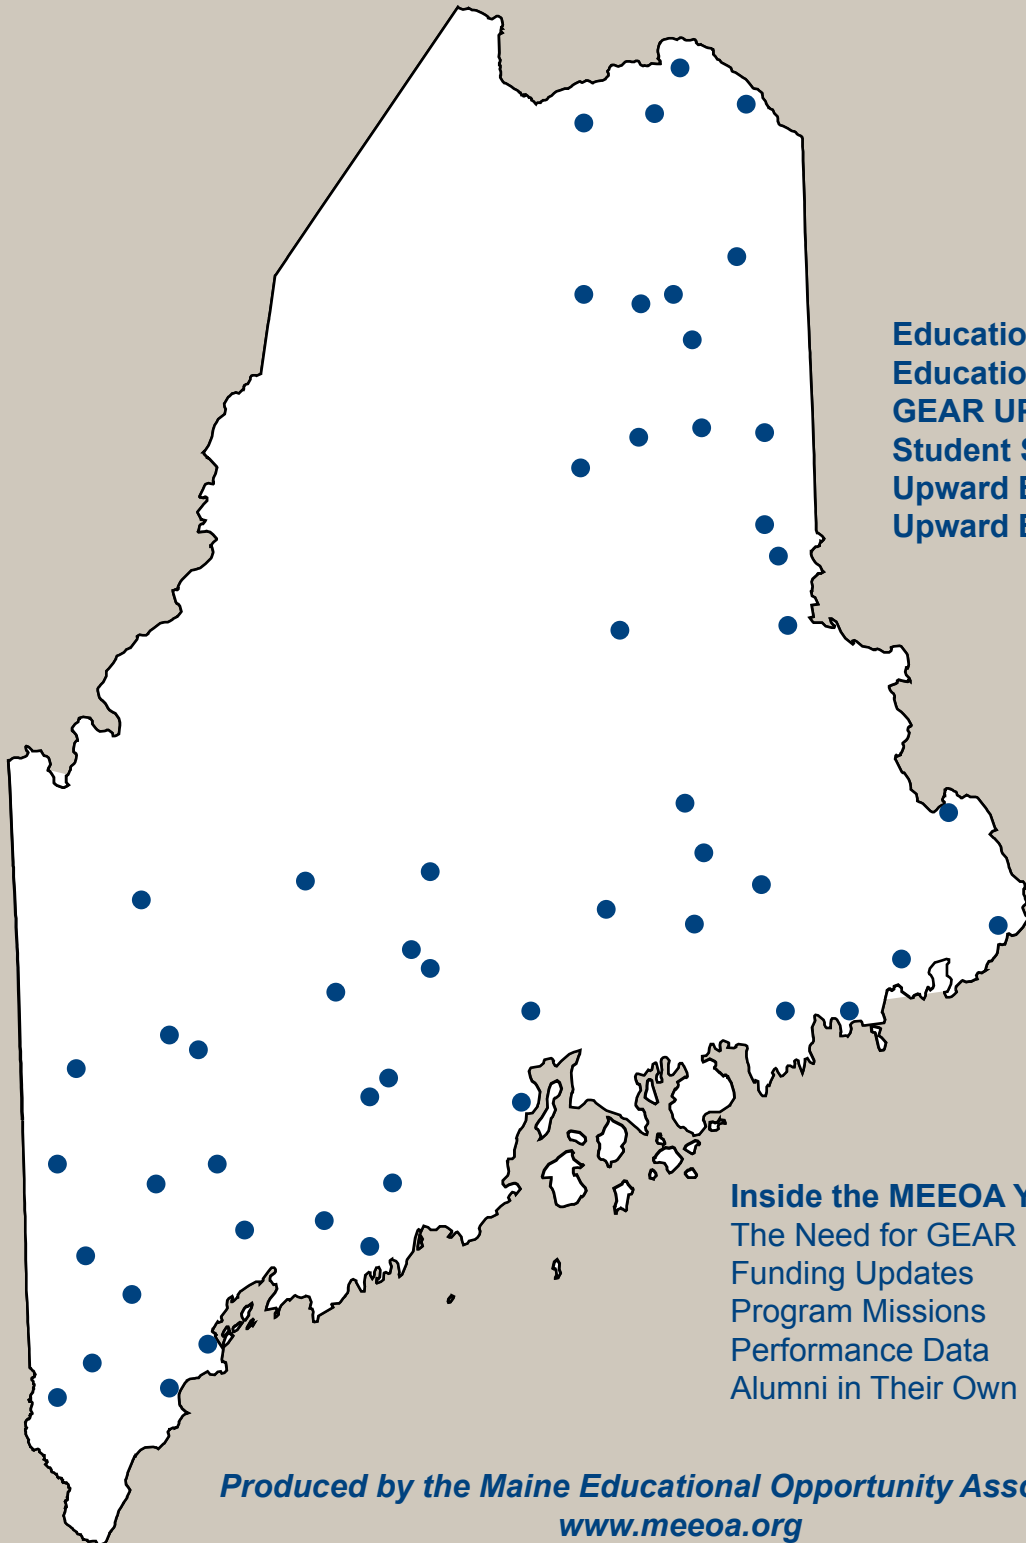 Educatio
Educatio
GEAR UP
Student S
Upward B
Upward B
Inside the MEEOA Y
The Need for GEAR
Funding Updates
Program Missions
Performance Data
Alumni in Their Own
Produced by the Maine Educational Opportunity Asso
www.meeoa.org